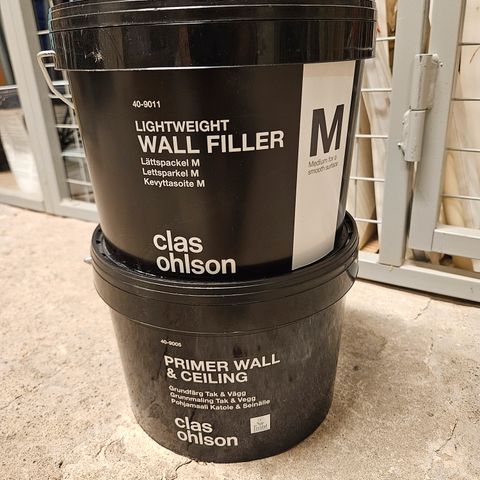 40-9011
LIGHTWEIGHT
WALL FILLER
Lättspackel M
Lettsparkel M
Kevyttasoite M
M
Medium for a
smooth surface
clas
ohlson
40-9005
PRIMER WALL
& CEILING
Grundfärg Tak & Vägg
Grunnmaling Tak & Vegg
Pohjamaali Katole & Seinälle
clas
ohlson